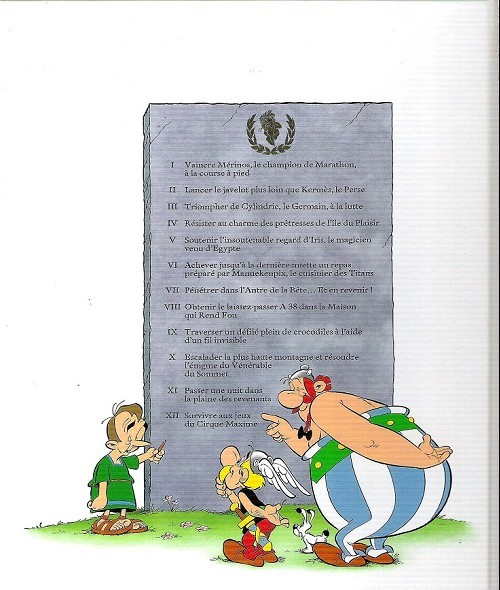 I Vaincre Mérinos, le champion de Marathon,
à la course à pied
II Lancer le javelot plus loin que Kermès, le Perse
III Triompher de Cylindric, le Germain, à la lutte
IV Résister au charme des prêtresses de l'île du Plaisir
V Soutenir l'insoutenable regard d'Iris, le magicien
venu d'Égypte
VI Achever jusqu'à la dernière miette un repas
préparé par Mannekenpix, le cuisinier des Titans
VII Pénétrer dans l'Antre de la Bête... Et en revenir !
VIII Obtenir le laissez-passer A 38 dans la Maison
qui Rend Fou
IX Traverser un défilé plein de crocodiles à l'aide
d'un fil invisible
X Escalader la plus haute montagne et résoudre
l'énigme du Vénérable
du Sommet
XI Passer une nuit dans
la plaine des revenants
XII Survivre aux jeux
du Cirque Maxime